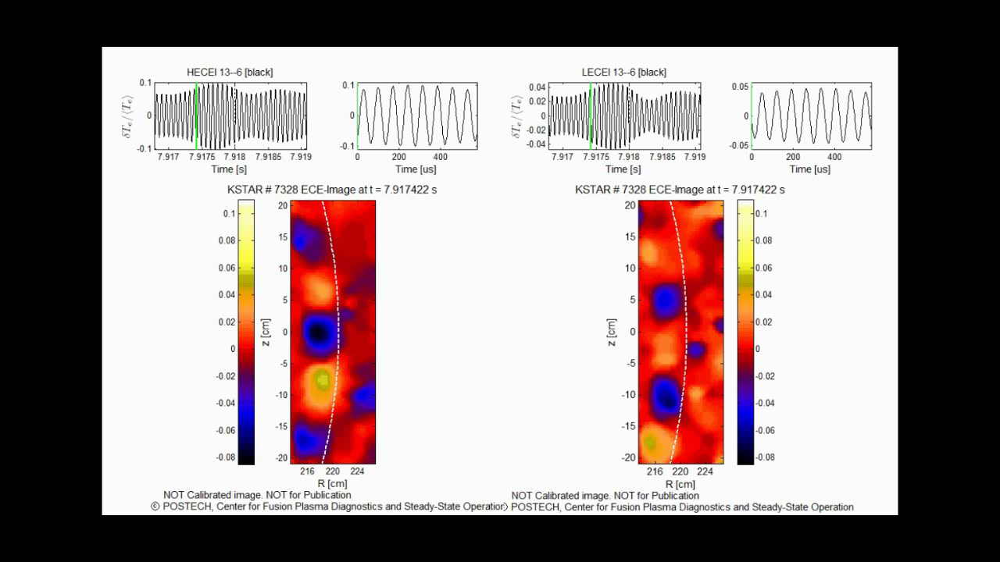 HECEI 13--6 [black]
0.1
0
-0.1
δT_e/⟨T_e⟩
7.917 7.9175 7.918 7.9185 7.919
Time [s]
0.1
0
-0.1
0 200 400
Time [us]
LECEI 13--6 [black]
0.04
0.02
0
-0.02
-0.04
δT_e/⟨T_e⟩
7.917 7.9175 7.918 7.9185 7.919
Time [s]
0.05
0
-0.05
0 200 400
Time [us]
KSTAR # 7328 ECE-Image at t = 7.917422 s
0.1
0.08
0.06
0.04
0.02
0
-0.02
-0.04
-0.06
-0.08
z [cm]
20
15
10
5
0
-5
-10
-15
-20
216 220 224
R [cm]
NOT Calibrated image. NOT for Publication
© POSTECH, Center for Fusion Plasma Diagnostics and Steady-State Operation
KSTAR # 7328 ECE-Image at t = 7.917422 s
z [cm]
20
15
10
5
0
-5
-10
-15
-20
216 220 224
R [cm]
0.1
0.08
0.06
0.04
0.02
0
-0.02
-0.04
-0.06
-0.08
NOT Calibrated image. NOT for Publication
) POSTECH, Center for Fusion Plasma Diagnostics and Steady-State Operation